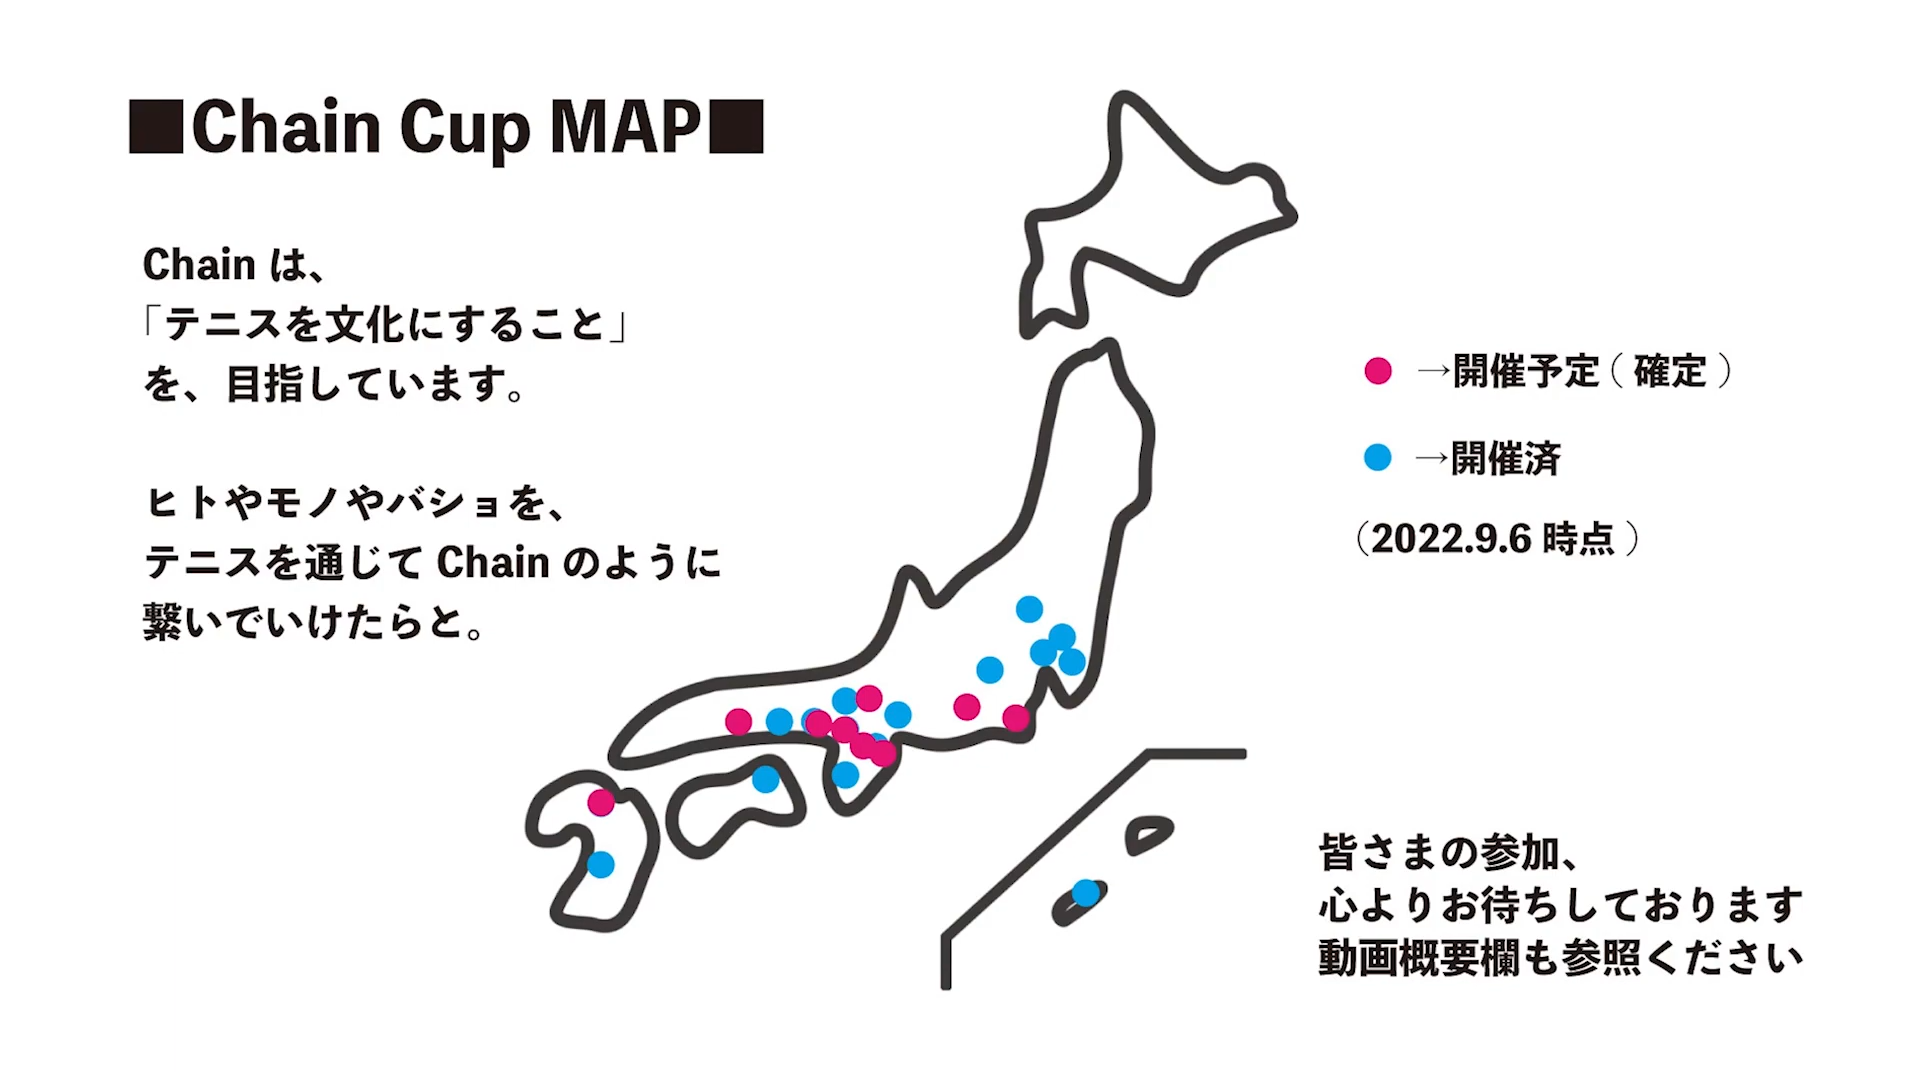 ■Chain Cup MAP■
Chain は、
「テニスを文化にすること」
を、目指しています。
ヒトやモノやバショを、
テニスを通じて Chain のように
繋いでいけたらと。
●→開催予定（確定）
●→開催済
（2022.9.6 時点）
皆さまの参加、
心よりお待ちしております
動画概要欄も参照ください